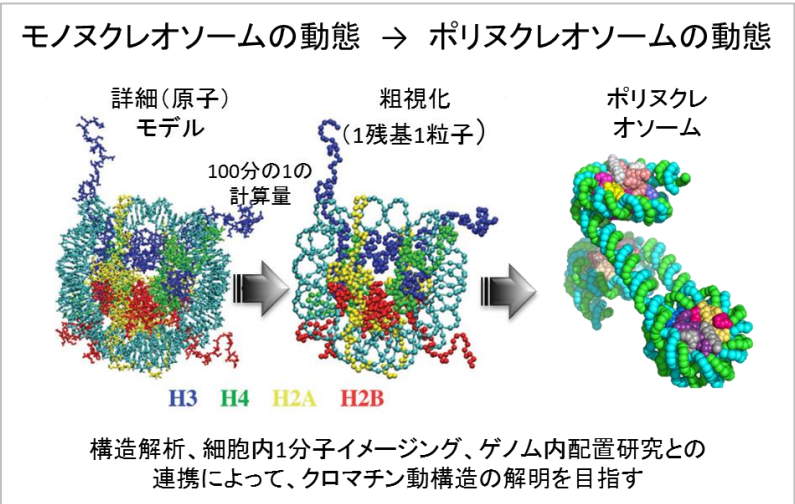 モノヌクレオソームの動態 → ポリヌクレオソームの動態
詳細(原子)
モデル
100分の1の
計算量
粗視化
(1残基1粒子)
ポリヌクレ
オソーム
H3 H4 H2A H2B
構造解析、細胞内1分子イメージング、ゲノム内配置研究との
連携によって、クロマチン動構造の解明を目指す